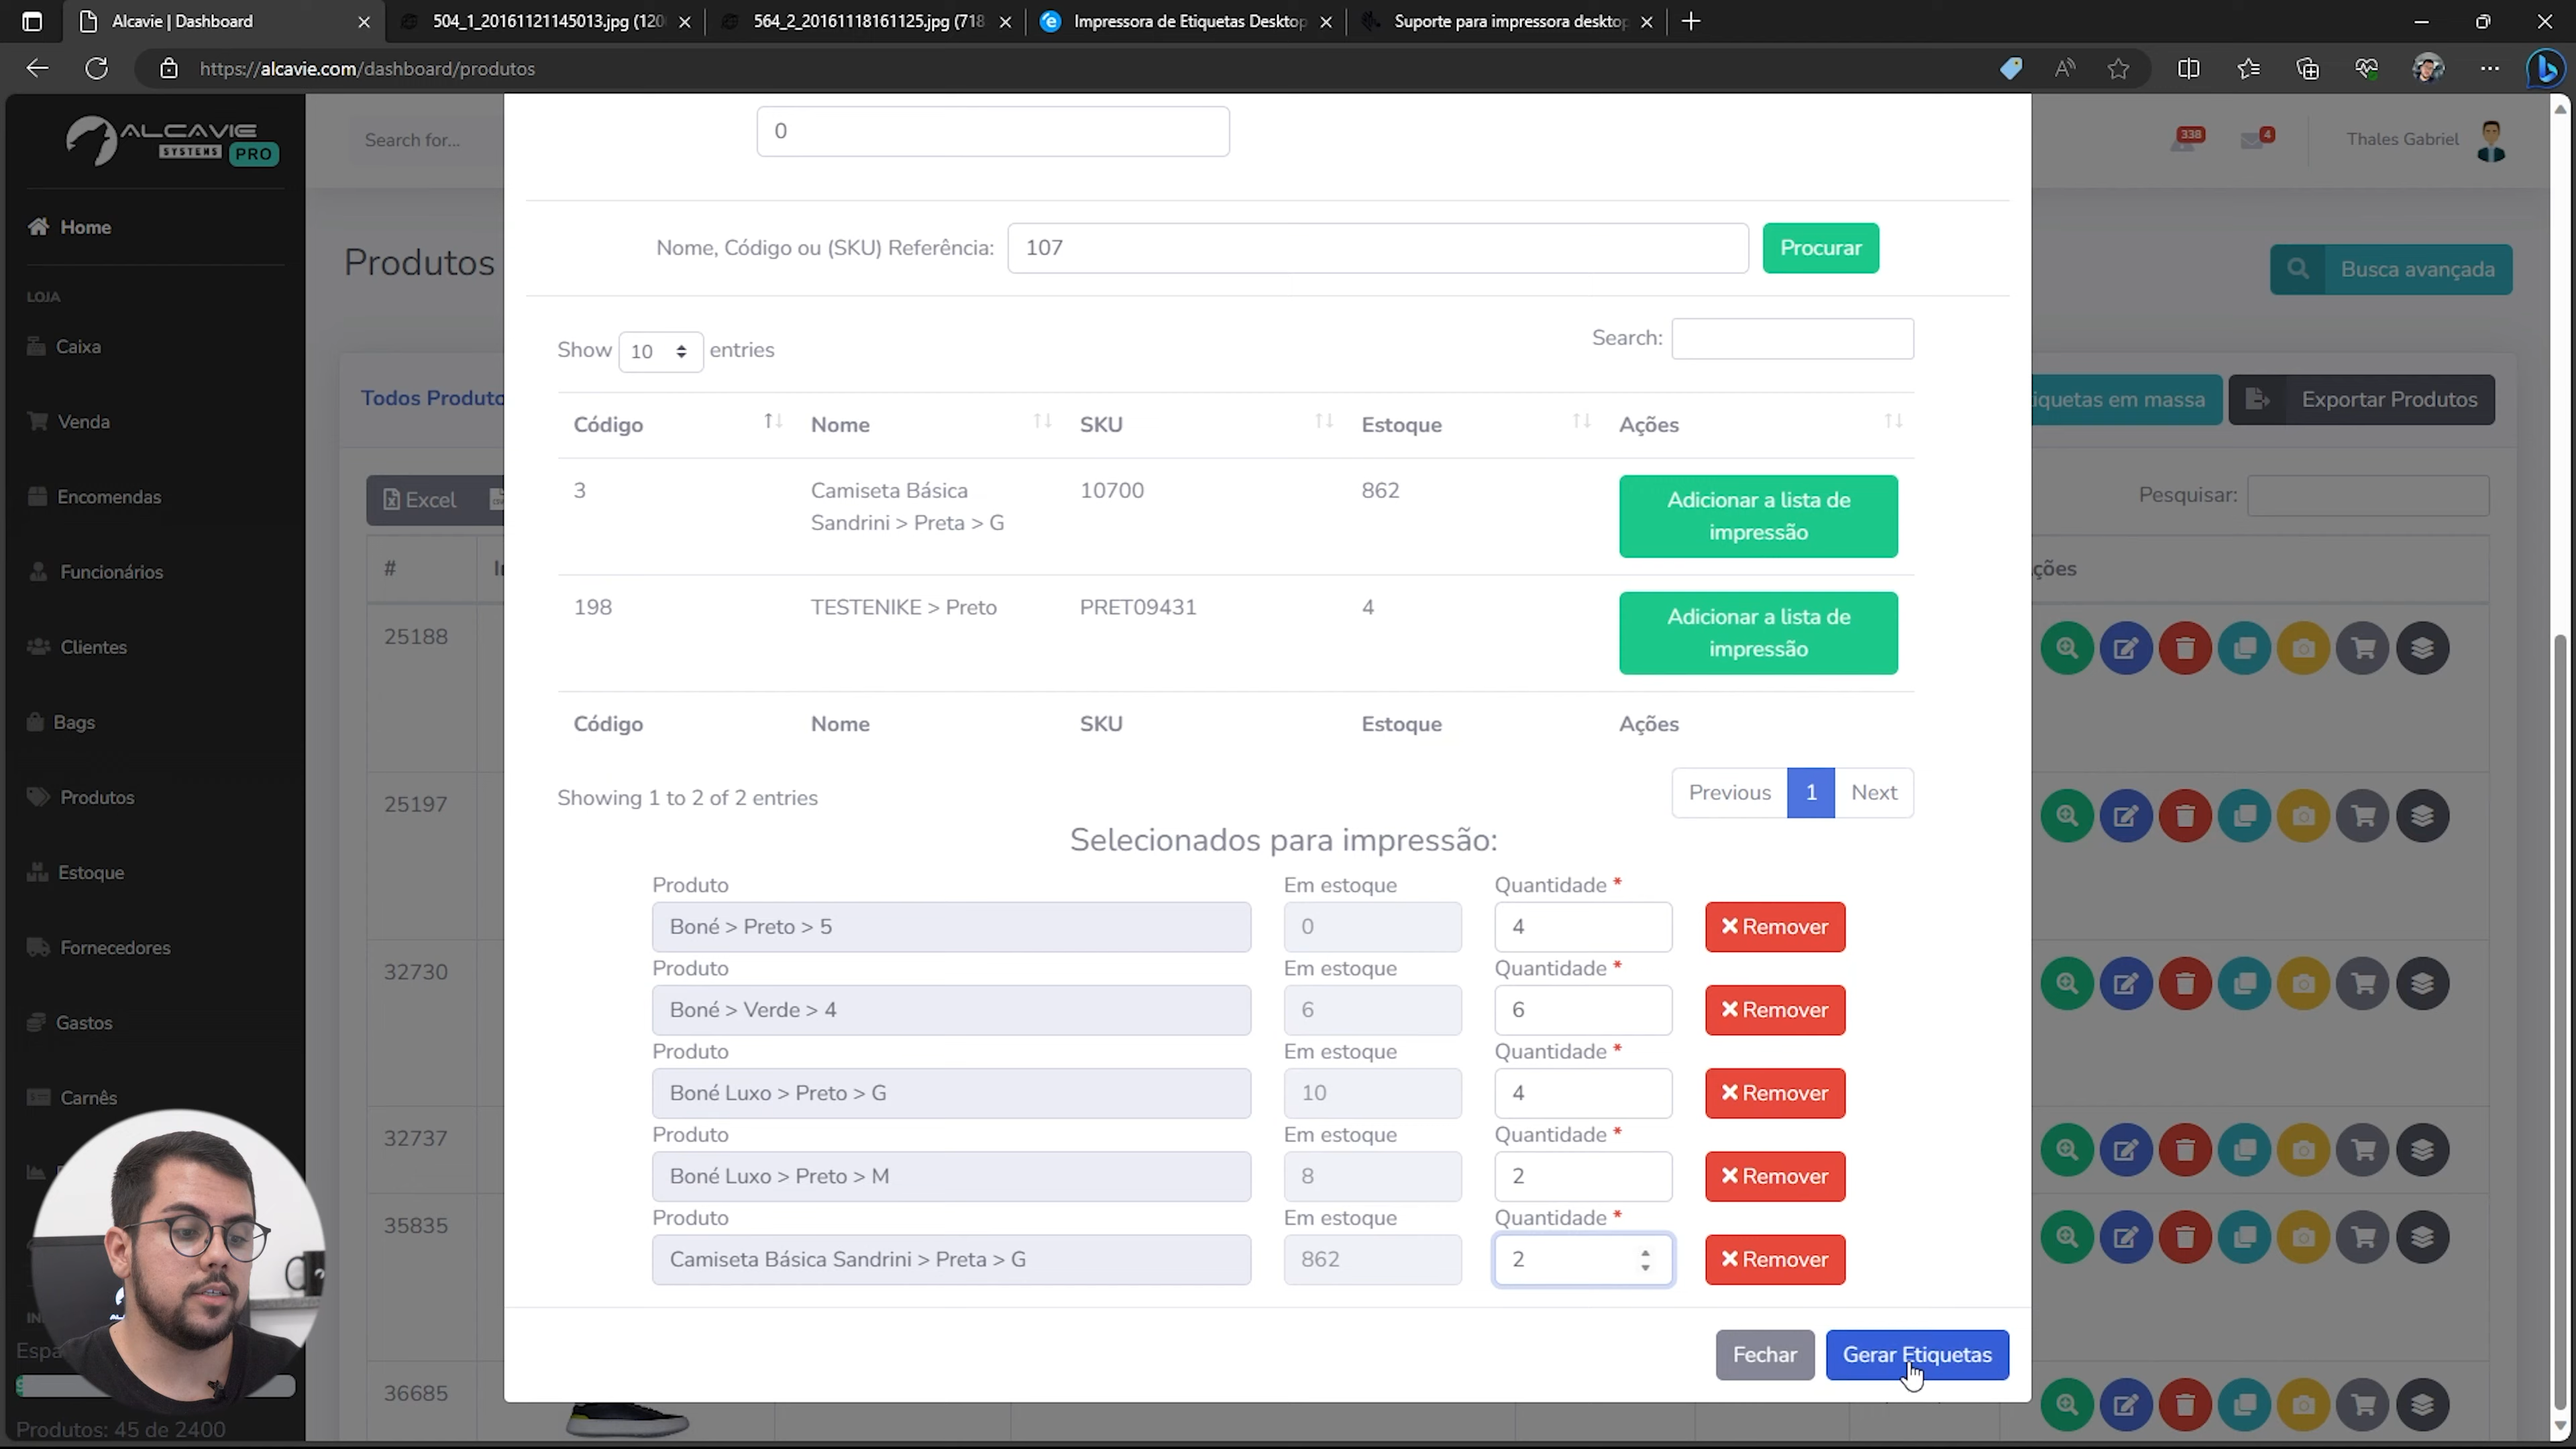 Alcavie | Dashboard
504_1_20161121145013.jpg (120
564_2_20161118161125.jpg (718
Impressora de Etiquetas Desktop
Suporte para impressora desktop
https://alcavie.com/dashboard/produtos
ALCAVIE
SYSTEMS PRO
Search for...
338
4
Thales Gabriel
Home
LOJA
Caixa
Venda
Encomendas
Funcionários
Clientes
Bags
Produtos
Estoque
Fornecedores
Gastos
Carnês
Produtos: 45 de 2400
Produtos
Busca avançada
Todos Produto
iquetas em massa
Exportar Produtos
Excel
Pesquisar:
#
ções
25188
25197
32730
32737
35835
36685
0
Nome, Código ou (SKU) Referência: 107 Procurar
Show 10 entries
Search:
Código Nome SKU Estoque Ações
3 Camiseta Básica Sandrini > Preta > G 10700 862 Adicionar a lista de impressão
198 TESTENIKE > Preto PRET09431 4 Adicionar a lista de impressão
Código Nome SKU Estoque Ações
Showing 1 to 2 of 2 entries
Previous 1 Next
Selecionados para impressão:
Produto Em estoque Quantidade *
Boné > Preto > 5 0 4 Remover
Produto Em estoque Quantidade *
Boné > Verde > 4 6 6 Remover
Produto Em estoque Quantidade *
Boné Luxo > Preto > G 10 4 Remover
Produto Em estoque Quantidade *
Boné Luxo > Preto > M 8 2 Remover
Produto Em estoque Quantidade *
Camiseta Básica Sandrini > Preta > G 862 2 Remover
Fechar Gerar Etiquetas